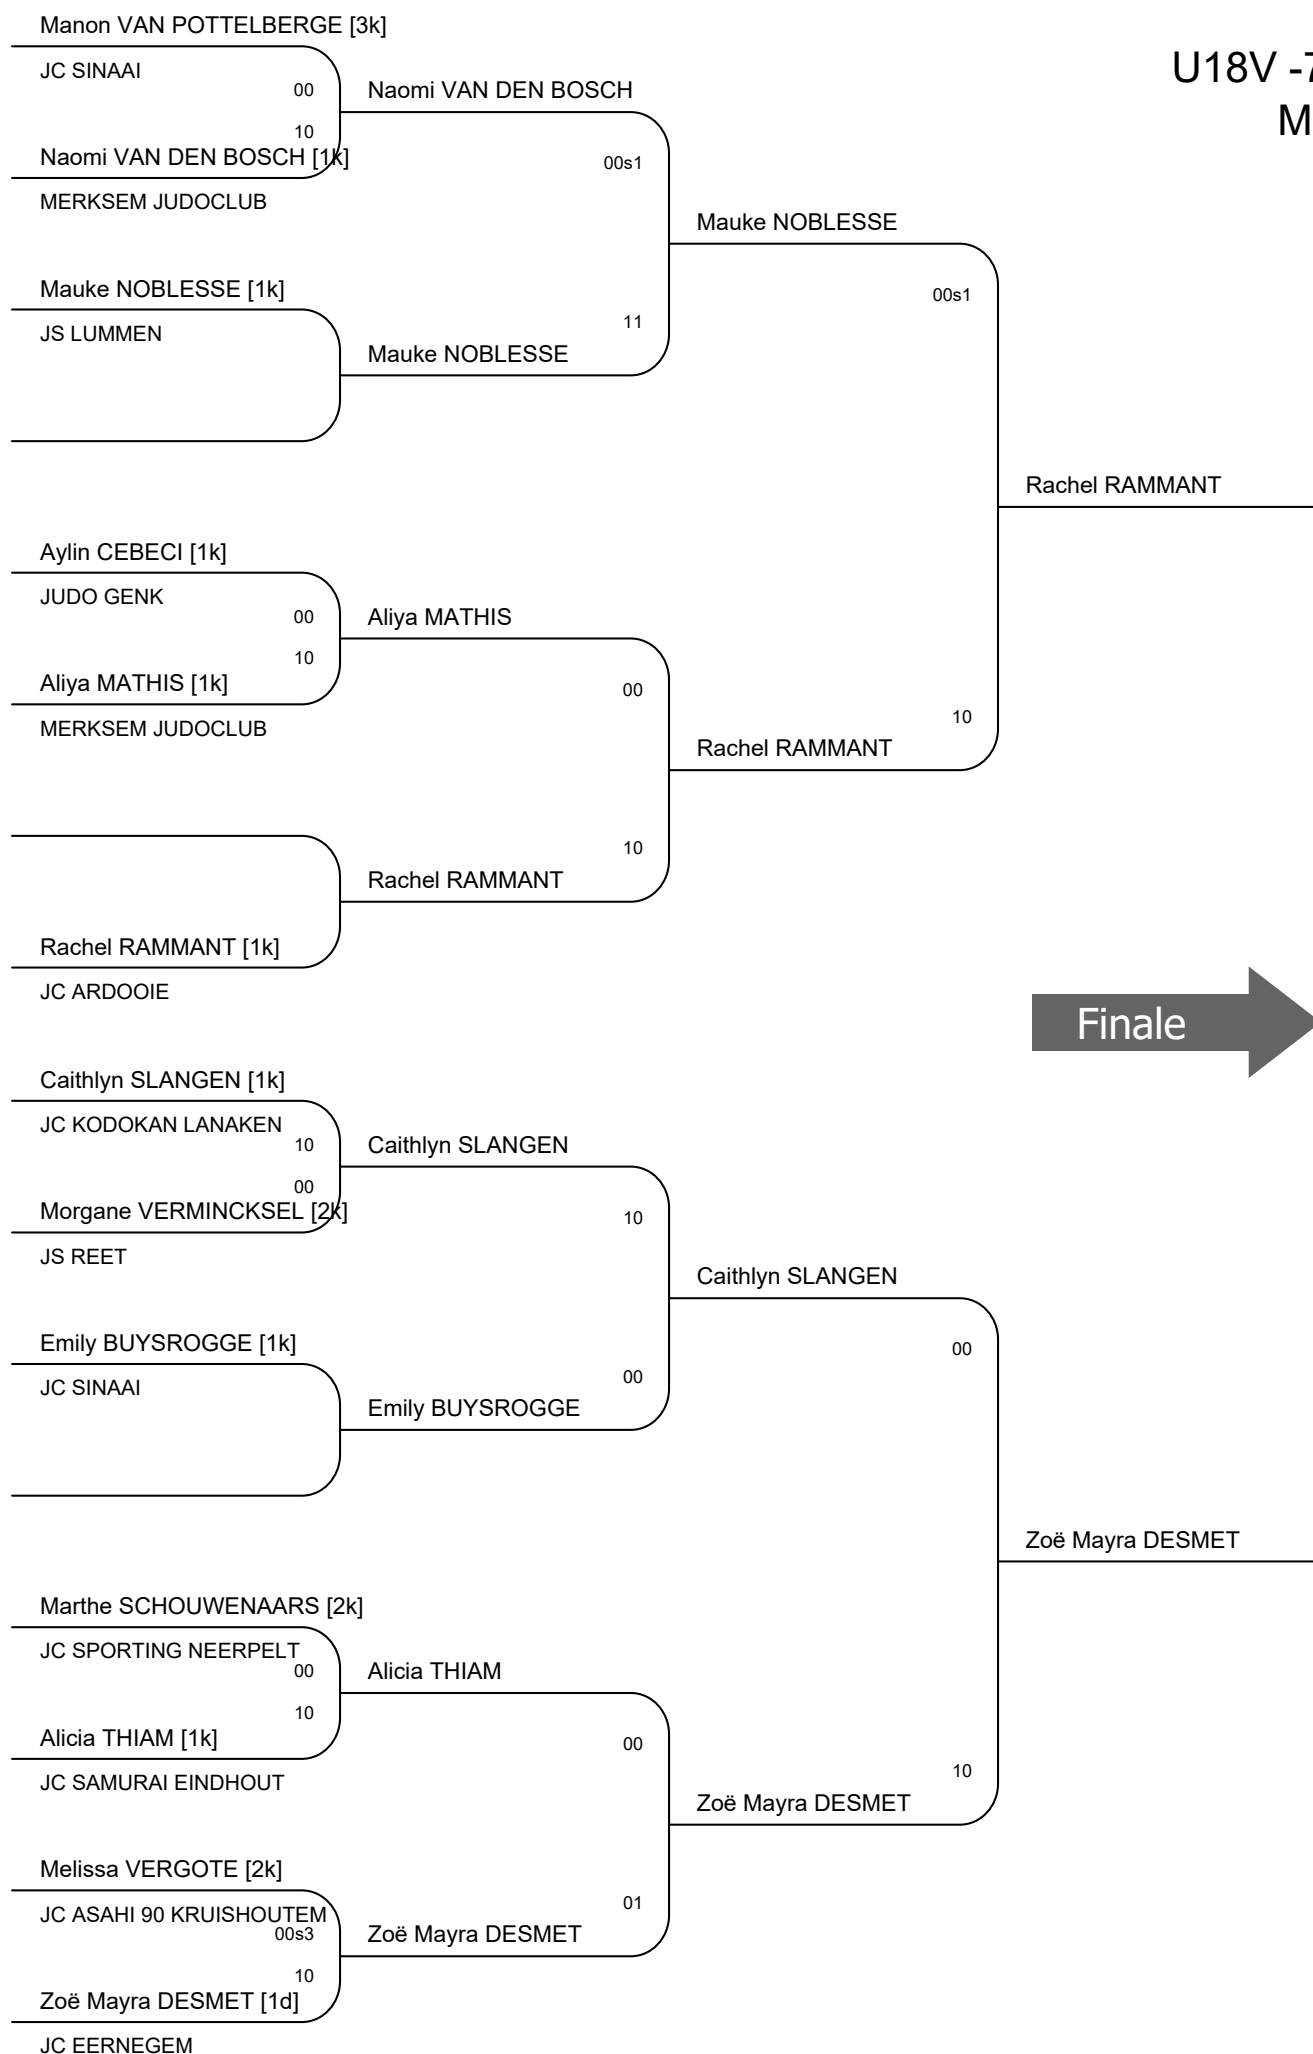 Manon VAN POTTELBERGE [3k]
JC SINAAI
00
10
Naomi VAN DEN BOSCH [1k]
MERKSEM JUDOCLUB
Mauke NOBLESSE [1k]
JS LUMMEN
Aylin CEBECI [1k]
JUDO GENK
00
10
Aliya MATHIS [1k]
MERKSEM JUDOCLUB
Rachel RAMMANT [1k]
JC ARDOOIE
Caithlyn SLANGEN [1k]
JC KODOKAN LANAKEN
10
00
Morgane VERMINCKSEL [2k]
JS REET
Emily BUYSROGGE [1k]
JC SINAAI
Marthe SCHOUWENAARS [2k]
JC SPORTING NEERPELT
00
10
Alicia THIAM [1k]
JC SAMURAI EINDHOUT
Melissa VERGOTE [2k]
JC ASAHI 90 KRUISHOUTEM
00s3
10
Zoë Mayra DESMET [1d]
JC EERNEGEM
Naomi VAN DEN BOSCH
00s1
11
Mauke NOBLESSE
Aliya MATHIS
00
10
Rachel RAMMANT
Caithlyn SLANGEN
10
00
Emily BUYSROGGE
Alicia THIAM
00
01
Zoë Mayra DESMET
Mauke NOBLESSE
00s1
10
Rachel RAMMANT
Caithlyn SLANGEN
00
10
Zoë Mayra DESMET
U18V -7
M
Rachel RAMMANT
Finale
Zoë Mayra DESMET